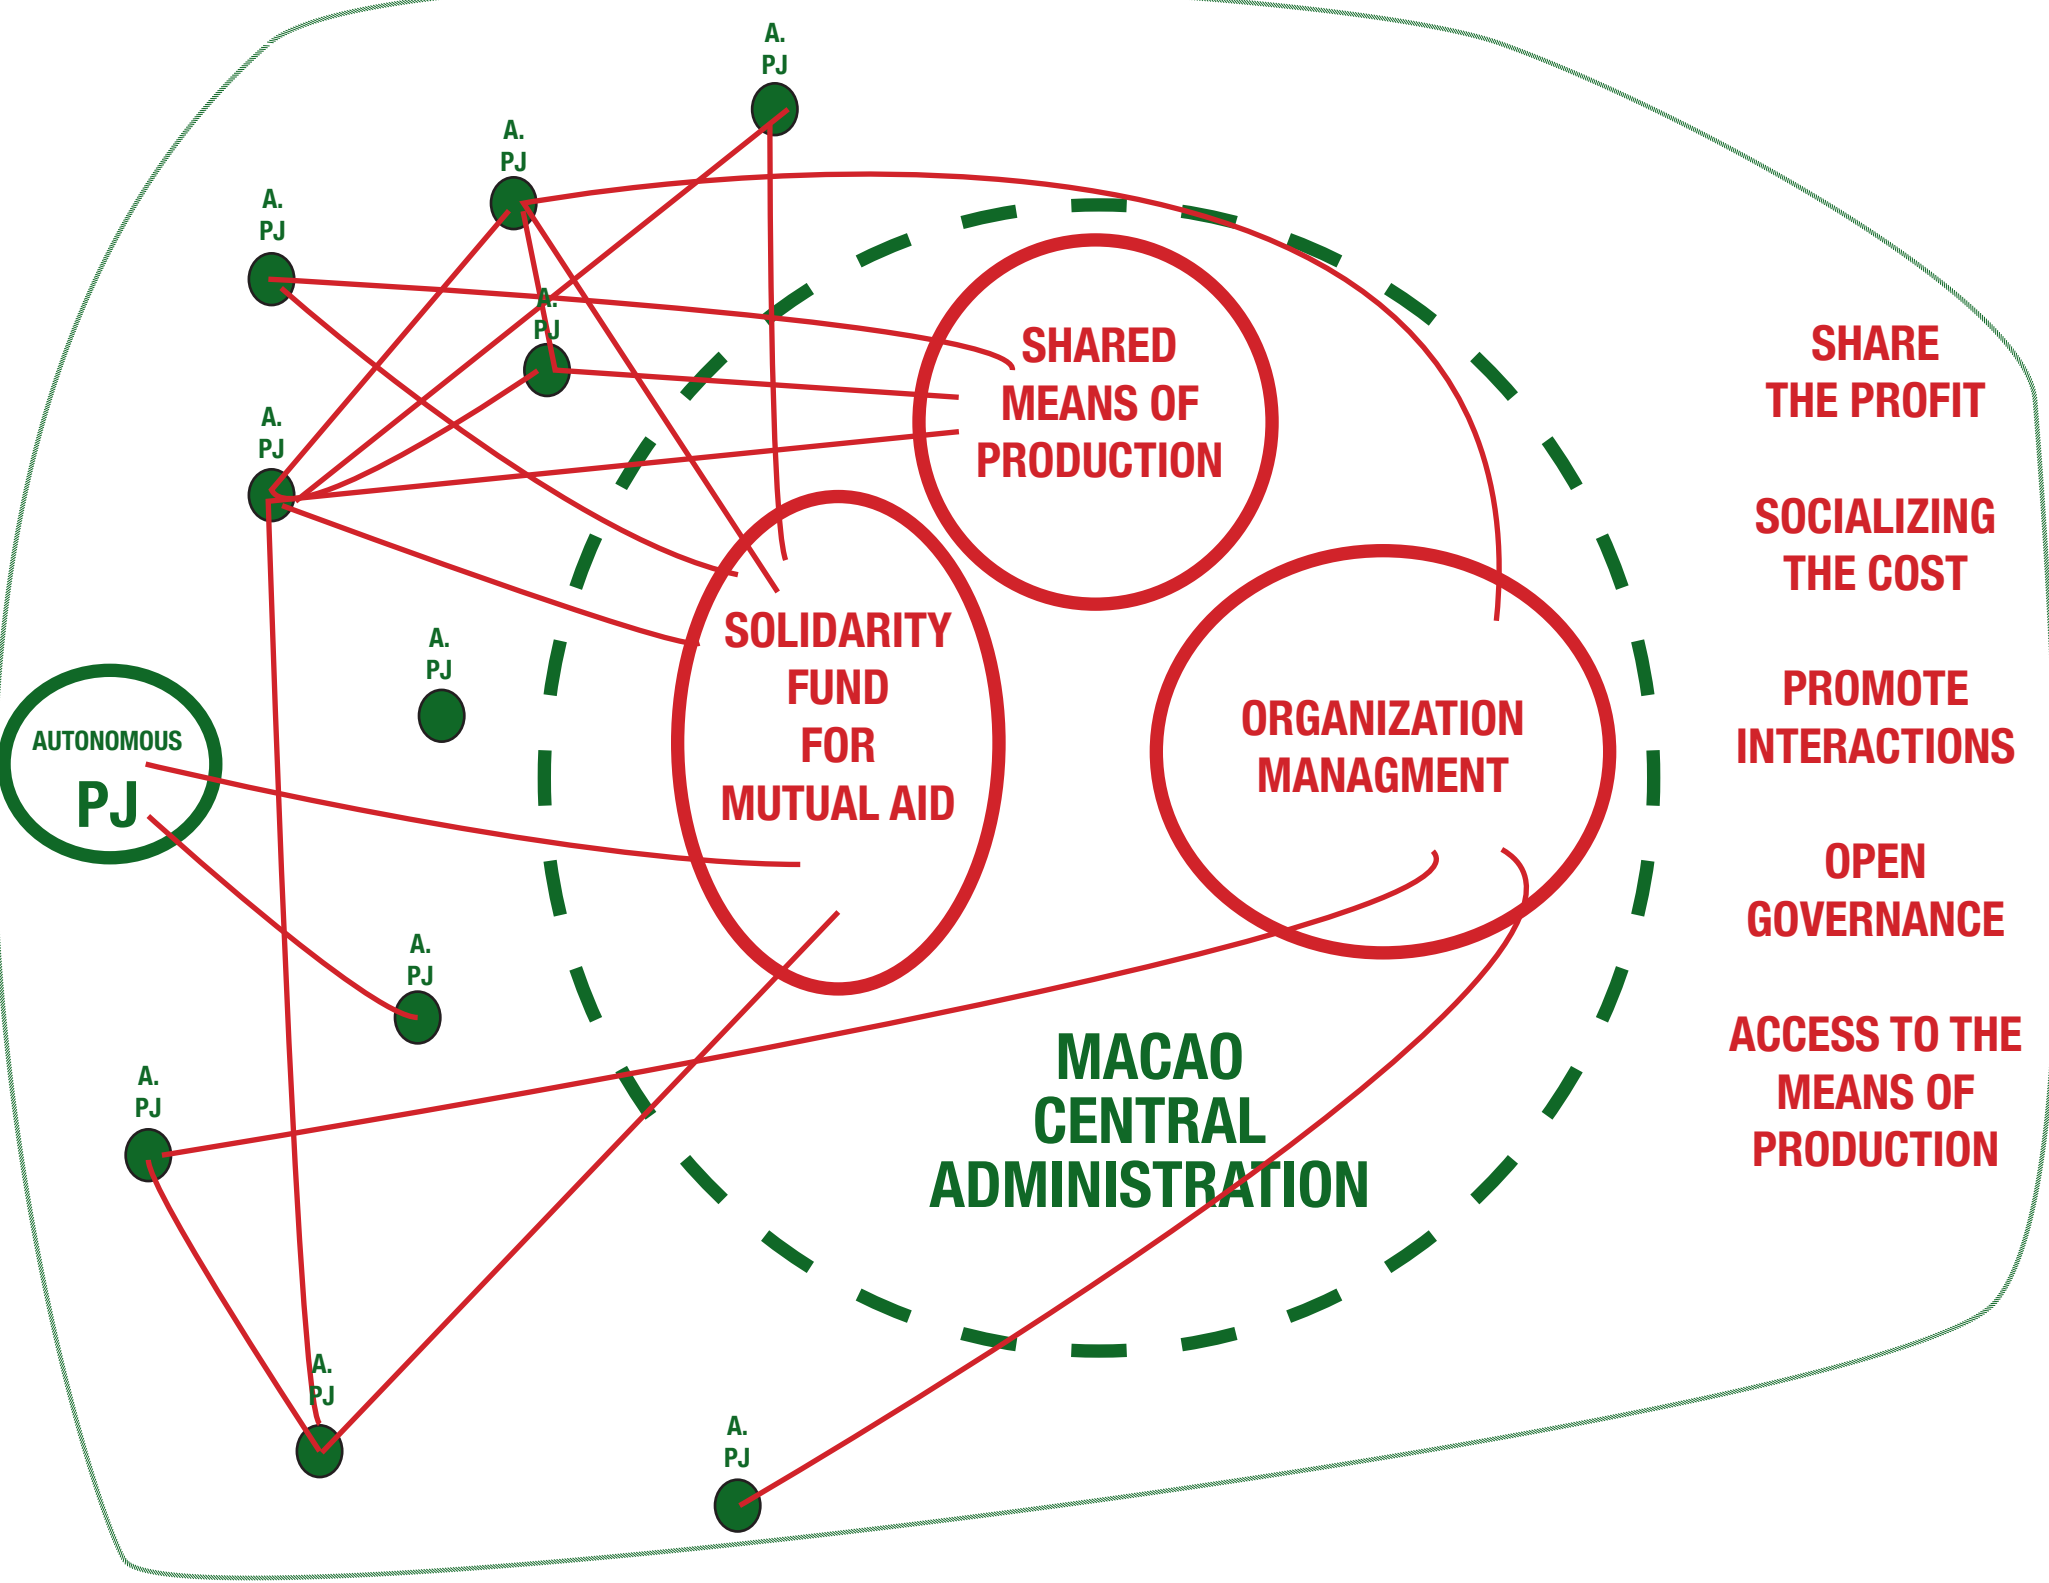 A.
PJ
A.
PJ
A.
PJ
A.
PJ
A.
PJ
A.
PJ
AUTONOMOUS
PJ
A.
PJ
A.
PJ
A.
PJ
A.
PJ
SHARED
MEANS OF
PRODUCTION
SOLIDARITY
FUND
FOR
MUTUAL AID
ORGANIZATION
MANAGMENT
MACAO
CENTRAL
ADMINISTRATION
SHARE
THE PROFIT
SOCIALIZING
THE COST
PROMOTE
INTERACTIONS
OPEN
GOVERNANCE
ACCESS TO THE
MEANS OF
PRODUCTION